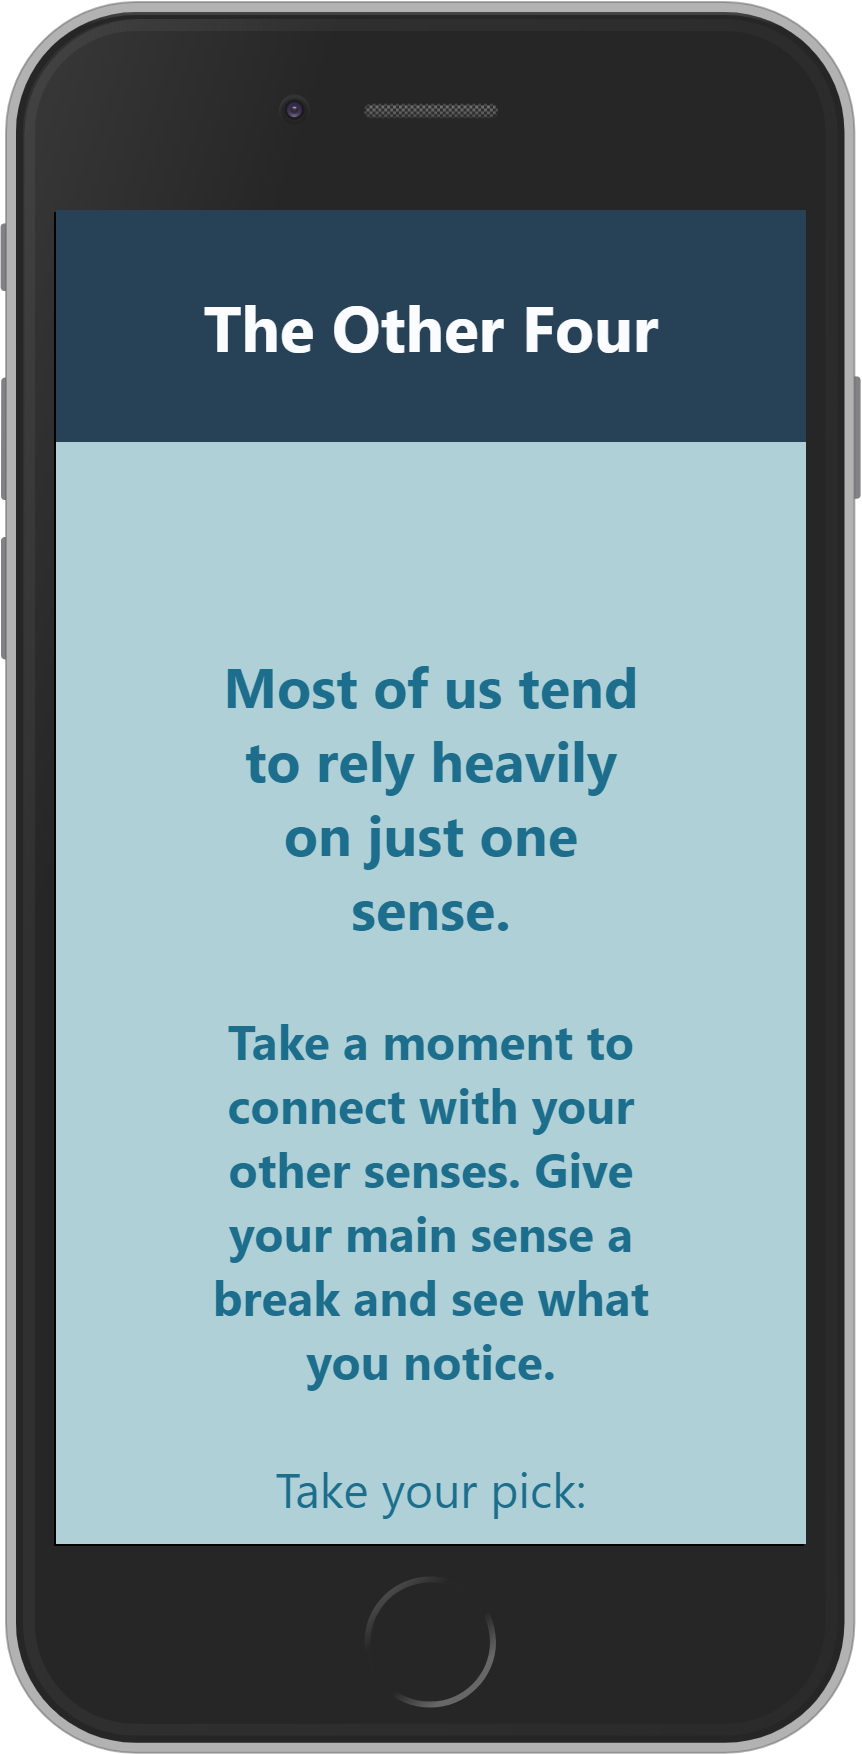 The Other Four
Most of us tend
to rely heavily
on just one
sense.
Take a moment to
connect with your
other senses. Give
your main sense a
break and see what
you notice.
Take your pick: